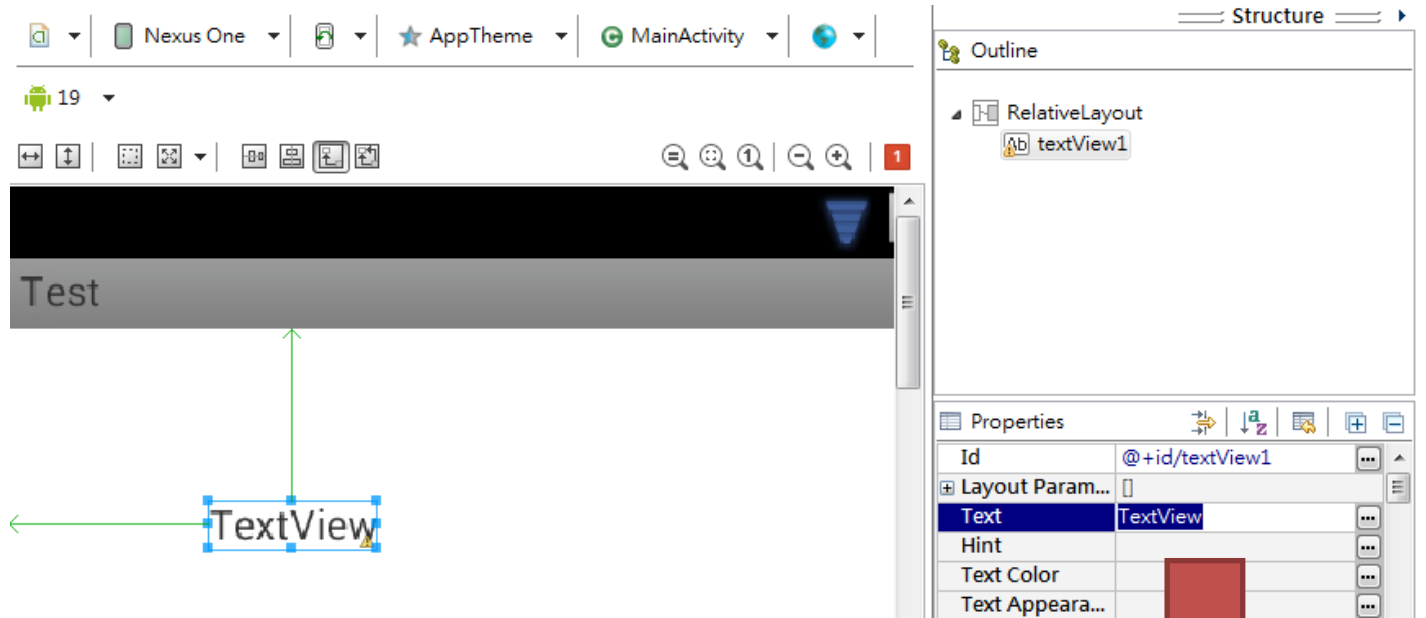 Nexus One
AppTheme
MainActivity
19
1
Test
TextView
Structure
Outline
RelativeLayout
Ab textView1
Properties
Id @+id/textView1
Layout Param... []
Text TextView
Hint
Text Color
Text Appeara...